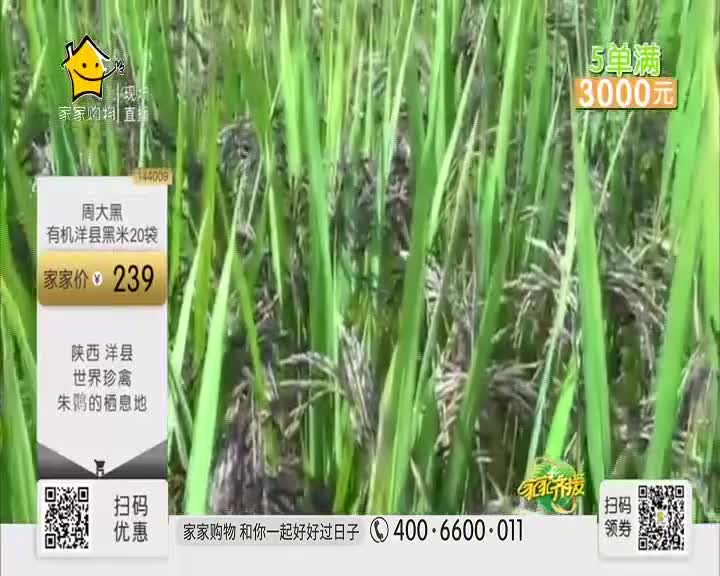 家家购物
现场
直播
5单满
3000元
144009
周大黑
有机洋县黑米20袋
家家价 ¥ 239
陕西 洋县
世界珍禽
朱鹮的栖息地
扫码
优惠
家家购物 和你一起好好过日子
400·6600·011
扫码
领券